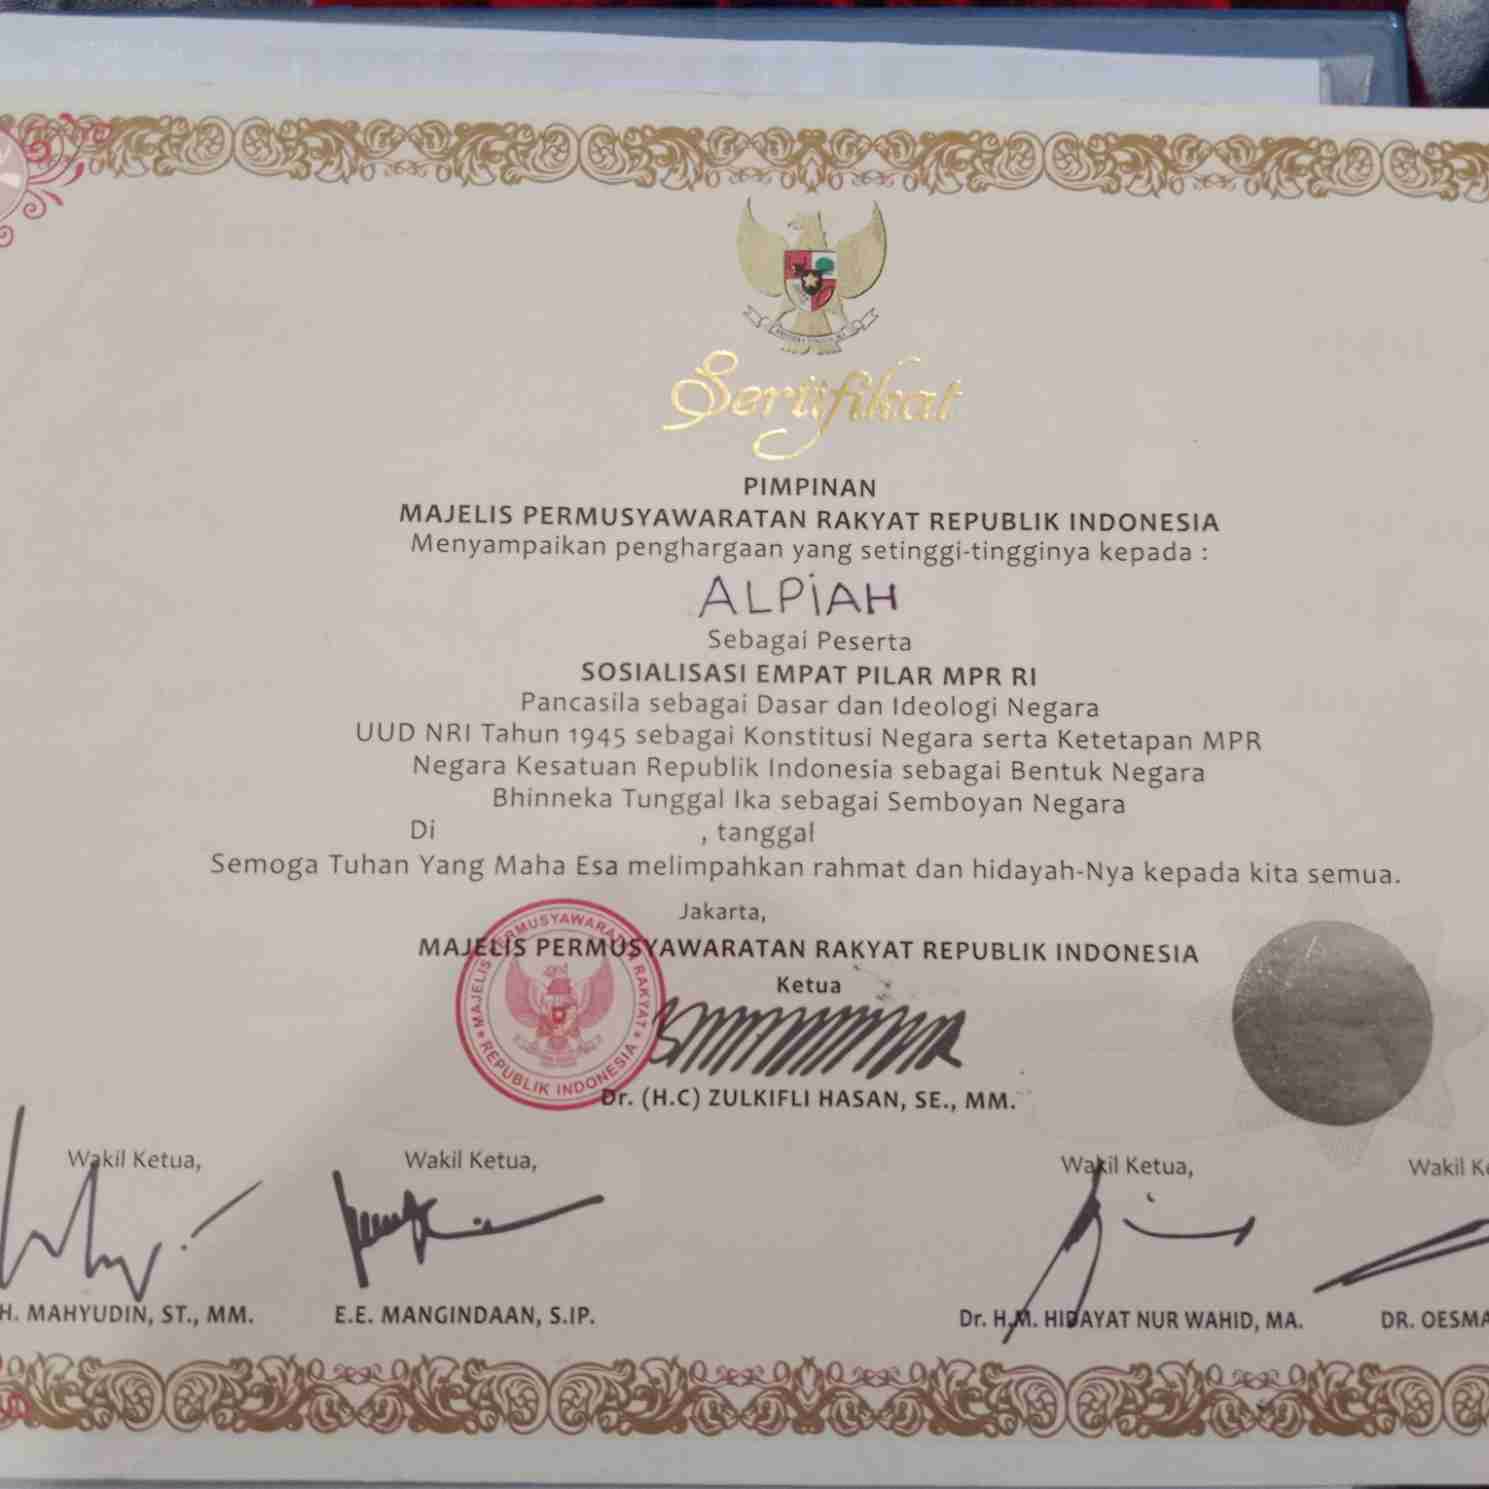 Sertifikat
PIMPINAN
MAJELIS PERMUSYAWARATAN RAKYAT REPUBLIK INDONESIA
Menyampaikan penghargaan yang setinggi-tingginya kepada :
ALPiAH
Sebagai Peserta
SOSIALISASI EMPAT PILAR MPR RI
Pancasila sebagai Dasar dan Ideologi Negara
UUD NRI Tahun 1945 sebagai Konstitusi Negara serta Ketetapan MPR
Negara Kesatuan Republik Indonesia sebagai Bentuk Negara
Bhinneka Tunggal Ika sebagai Semboyan Negara
Di , tanggal
Semoga Tuhan Yang Maha Esa melimpahkan rahmat dan hidayah-Nya kepada kita semua.
Jakarta,
MAJELIS PERMUSYAWARATAN RAKYAT REPUBLIK INDONESIA
Ketua
MAJELIS PERMUSYAWARATAN RAKYAT
REPUBLIK INDONESIA
Dr. (H.C) ZULKIFLI HASAN, SE., MM.
Wakil Ketua, Wakil Ketua, Wakil Ketua, Wakil Ke
H. MAHYUDIN, ST., MM. E.E. MANGINDAAN, S.IP. Dr. H.M. HIDAYAT NUR WAHID, MA. DR. OESMA